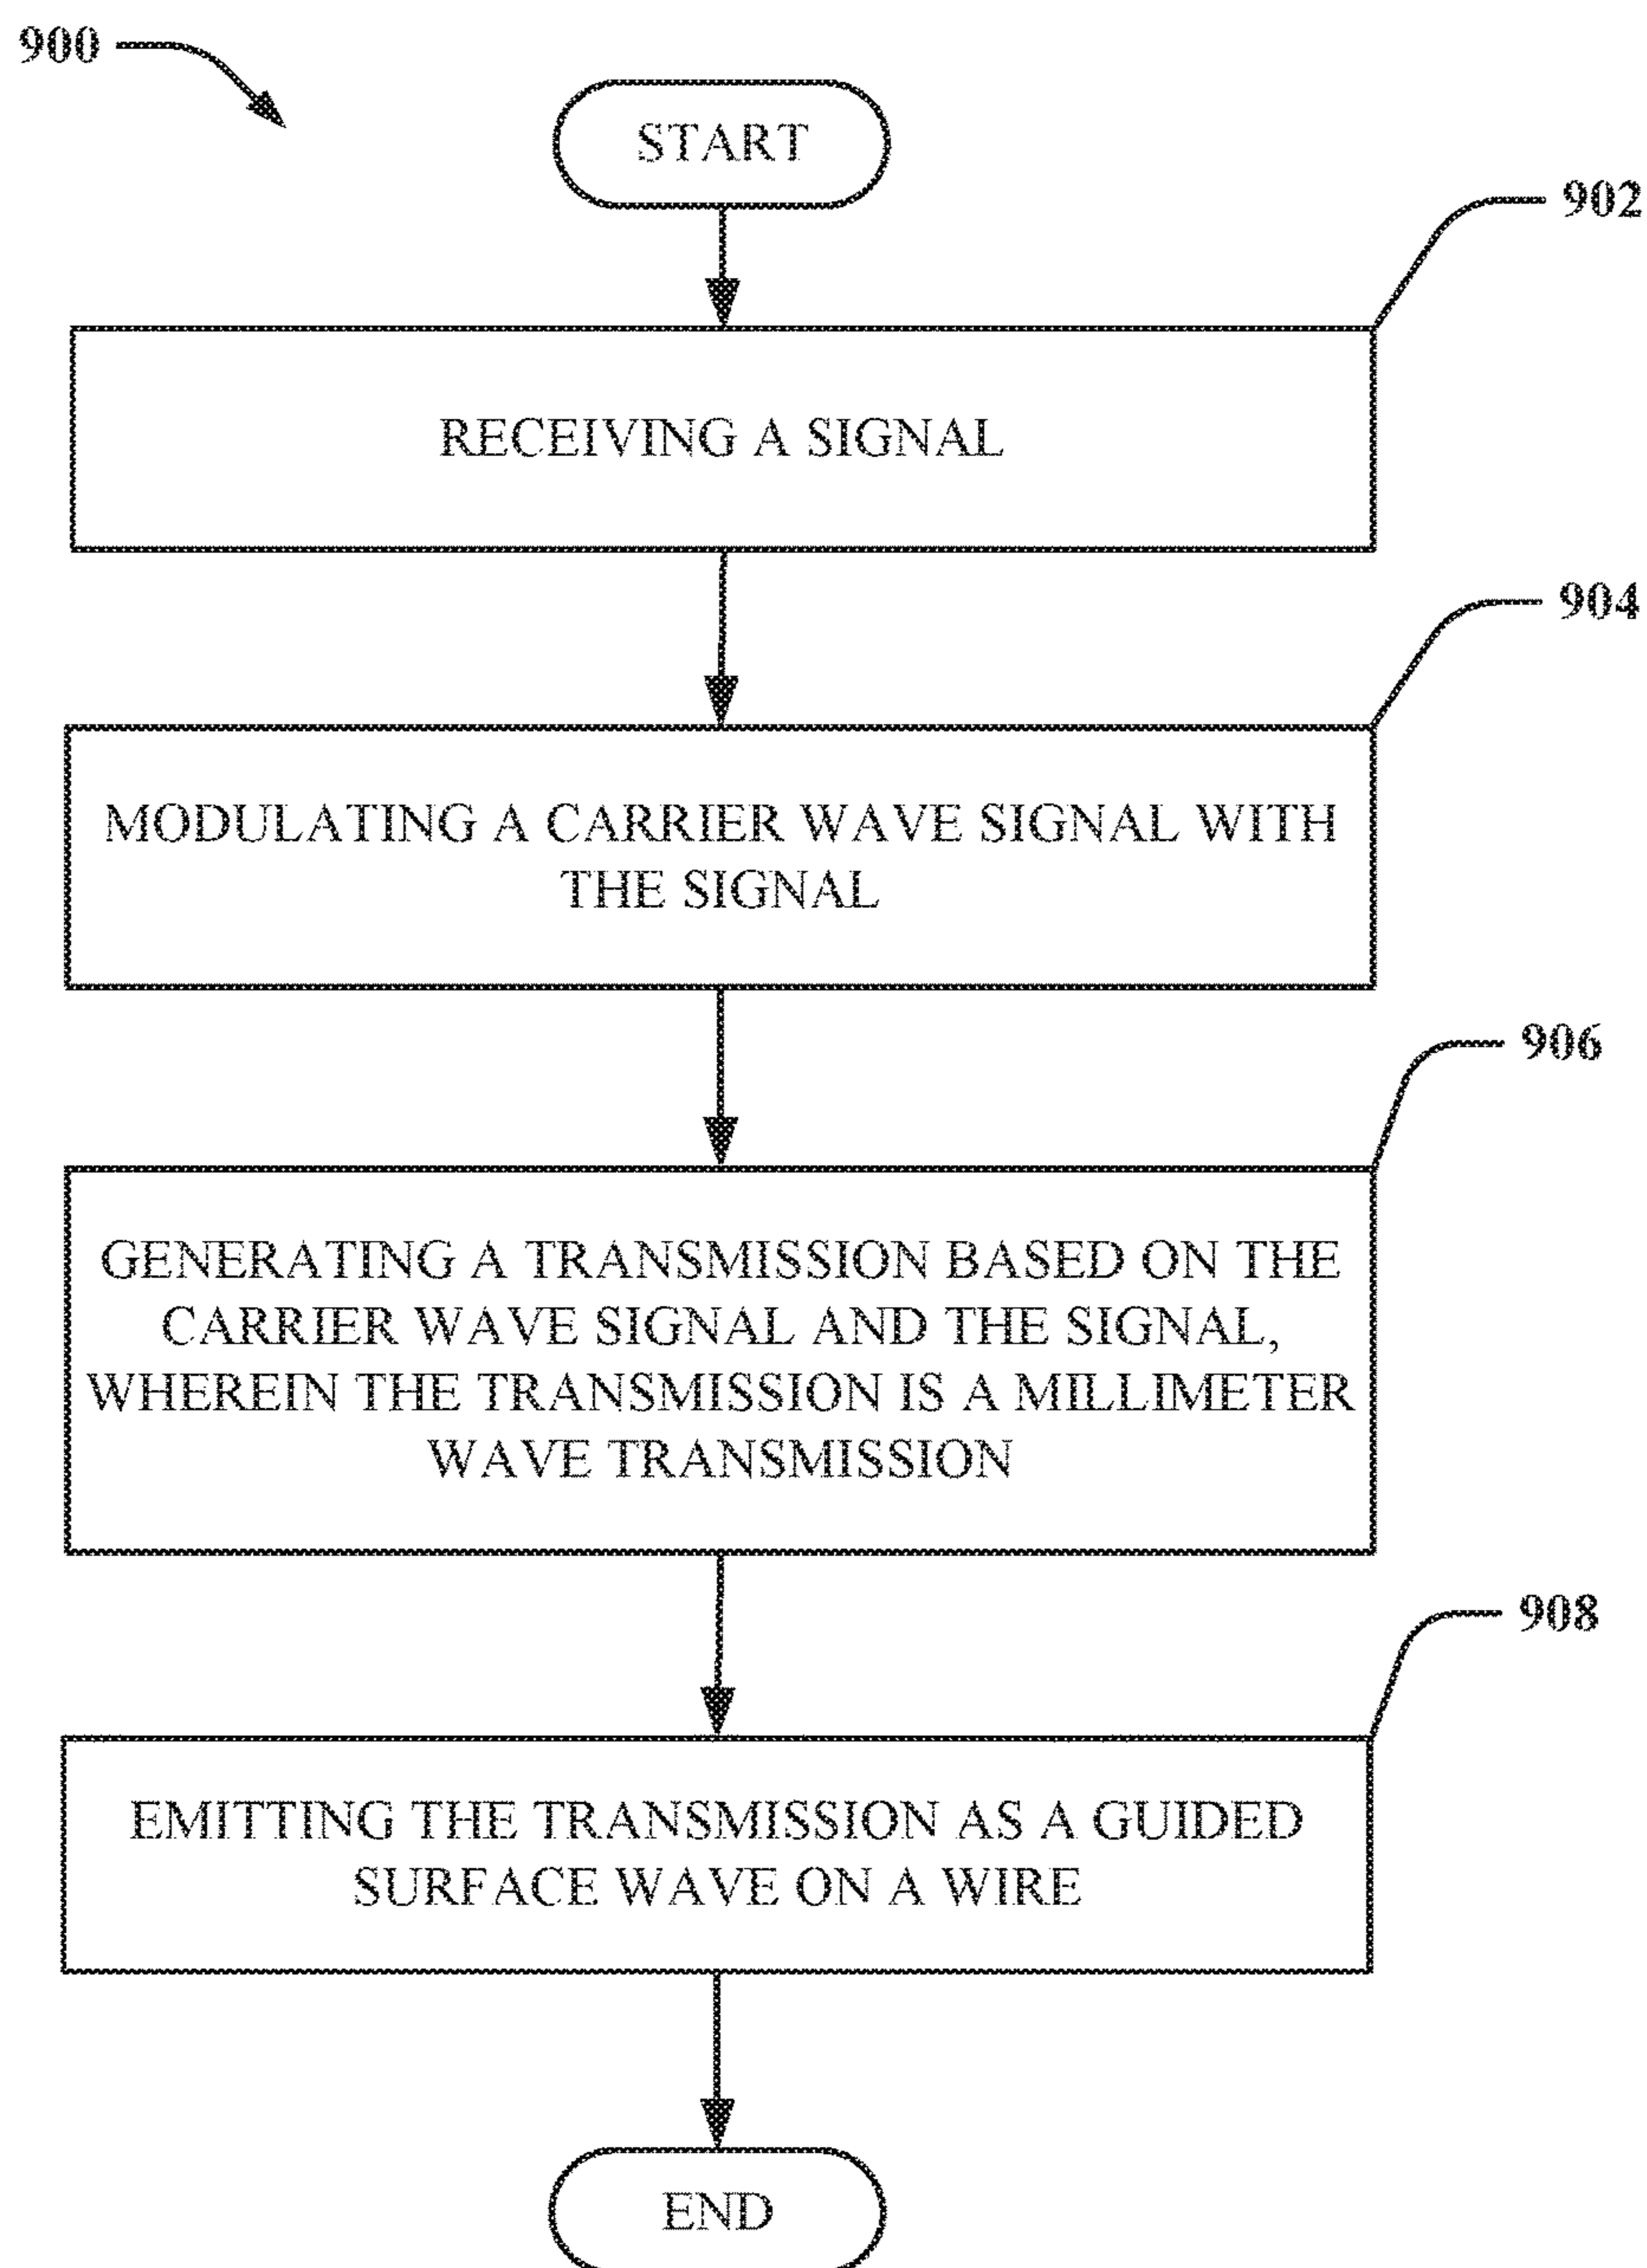 900
START
902
RECEIVING A SIGNAL
904
MODULATING A CARRIER WAVE SIGNAL WITH
THE SIGNAL
906
GENERATING A TRANSMISSION BASED ON THE
CARRIER WAVE SIGNAL AND THE SIGNAL,
WHEREIN THE TRANSMISSION IS A MILLIMETER
WAVE TRANSMISSION
908
EMITTING THE TRANSMISSION AS A GUIDED
SURFACE WAVE ON A WIRE
END